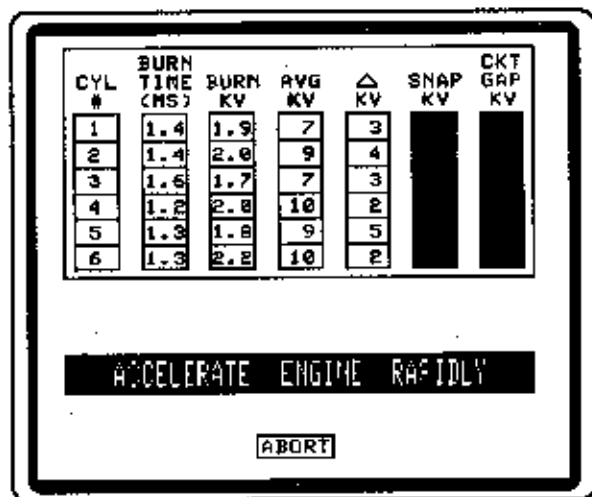 CYL # BURN TIME (MS) BURN KV AVG KV △ KV SNAP KV CKT GAP KV
1 1.4 1.9 7 3
2 1.4 2.0 9 4
3 1.6 1.7 7 3
4 1.2 2.0 10 2
5 1.3 1.8 9 5
6 1.3 2.2 10 2
ACCELERATE ENGINE RAPIDLY
ABORT